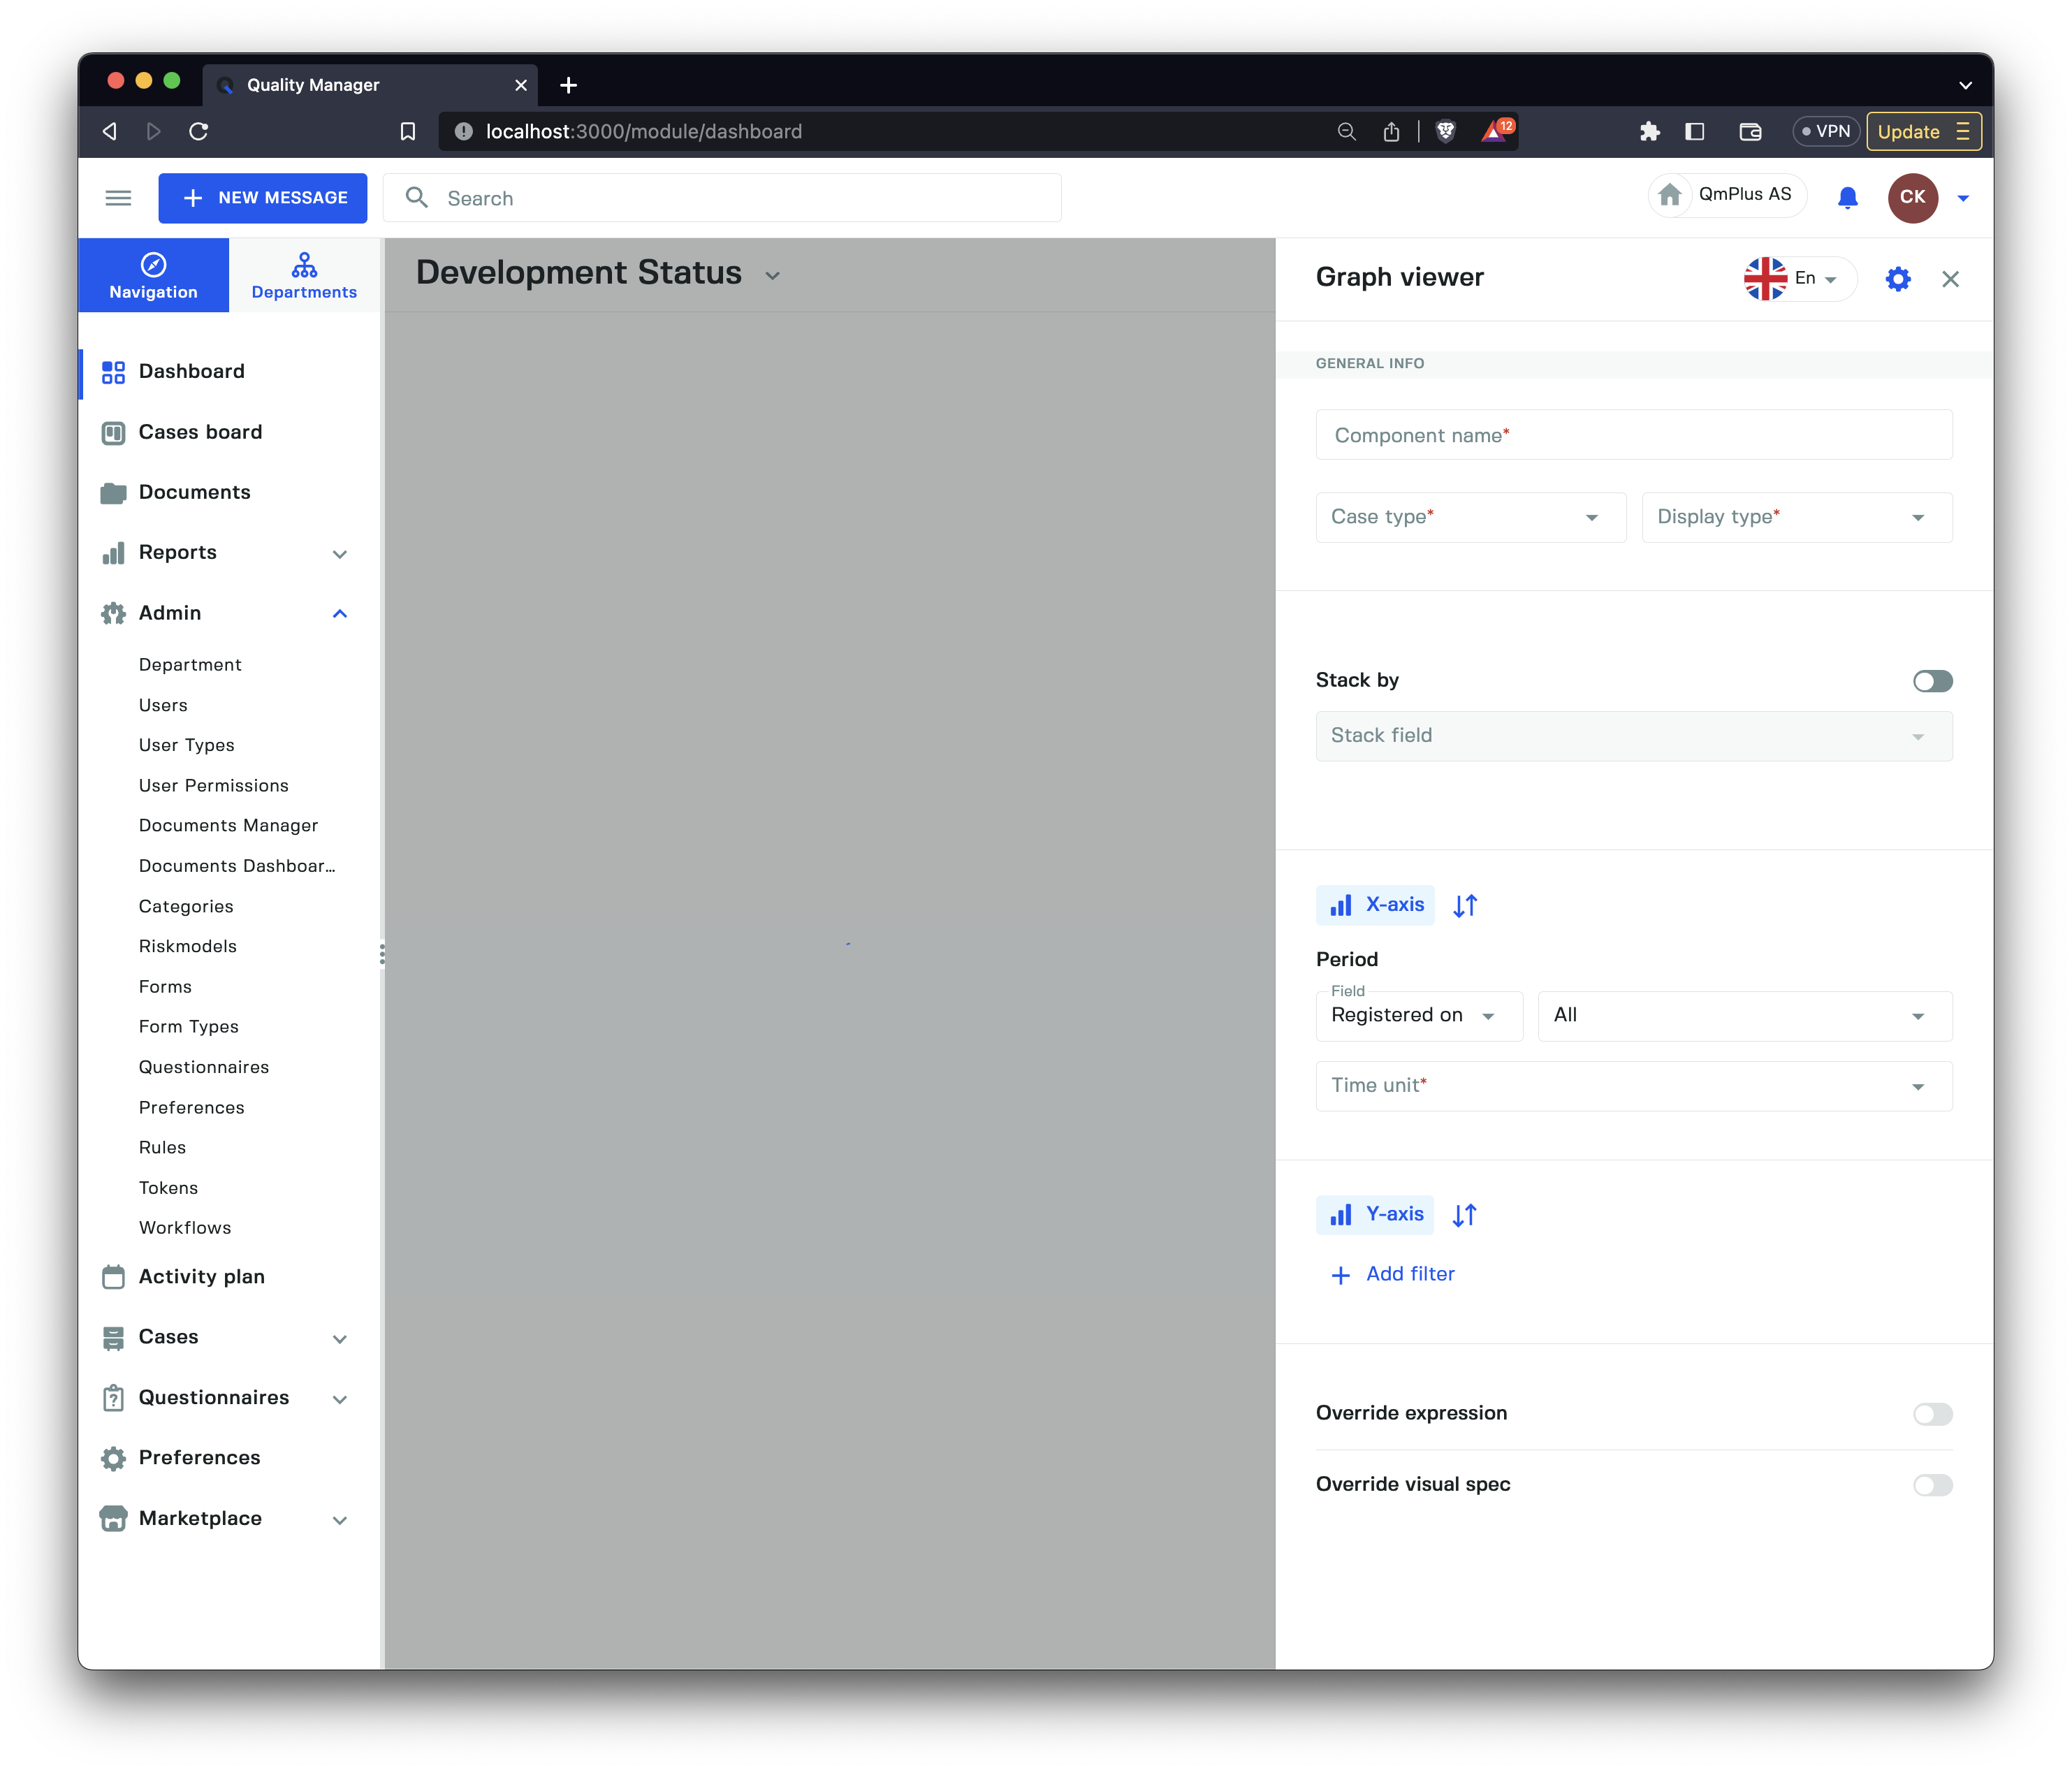 Quality Manager
localhost:3000/module/dashboard
12
VPN
Update
NEW MESSAGE
Search
QmPlus AS
CK
Navigation
Departments
Development Status
Graph viewer
En
Dashboard
Cases board
Documents
Reports
Admin
Department
Users
User Types
User Permissions
Documents Manager
Documents Dashboar...
Categories
Riskmodels
Forms
Form Types
Questionnaires
Preferences
Rules
Tokens
Workflows
Activity plan
Cases
Questionnaires
Preferences
Marketplace
GENERAL INFO
Component name*
Case type*
Display type*
Stack by
Stack field
X-axis
Period
Field
Registered on
All
Time unit*
Y-axis
Add filter
Override expression
Override visual spec